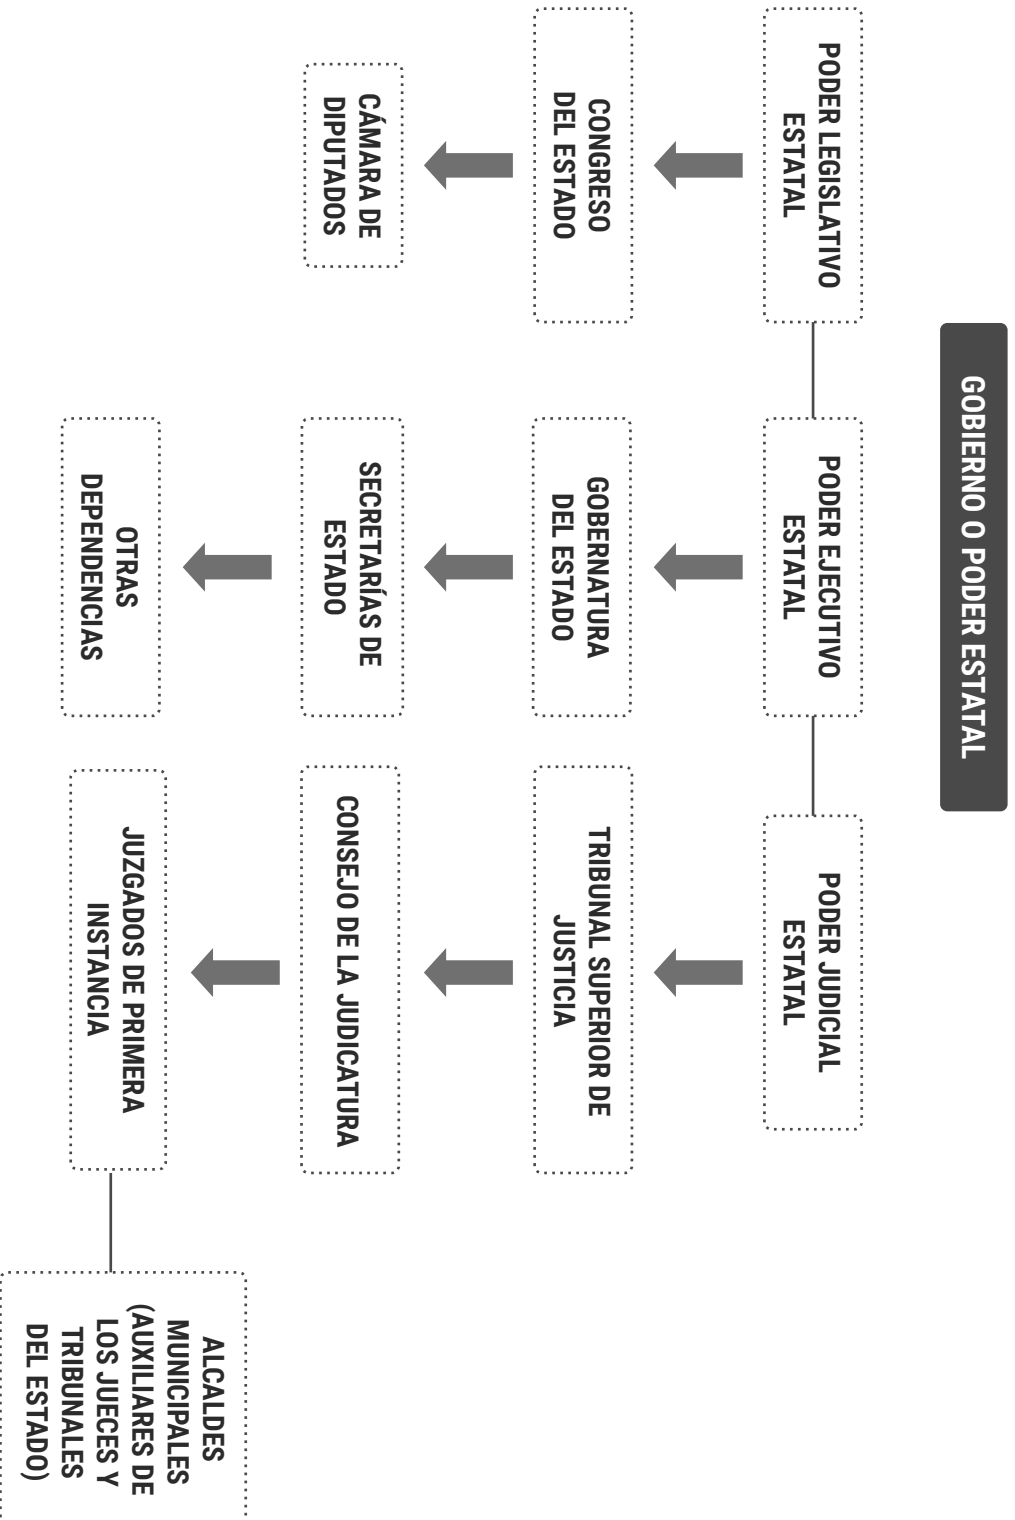 GOBIERNO O PODER ESTATAL
PODER LEGISLATIVO
ESTATAL
CONGRESO
DEL ESTADO
CÁMARA DE
DIPUTADOS
PODER EJECUTIVO
ESTATAL
GOBERNATURA
DEL ESTADO
SECRETARÍAS DE
ESTADO
OTRAS
DEPENDENCIAS
PODER JUDICIAL
ESTATAL
TRIBUNAL SUPERIOR DE
JUSTICIA
CONSEJO DE LA JUDICATURA
JUZGADOS DE PRIMERA
INSTANCIA
ALCALDES
MUNICIPALES
(AUXILIARES DE
LOS JUECES Y
TRIBUNALES
DEL ESTADO)